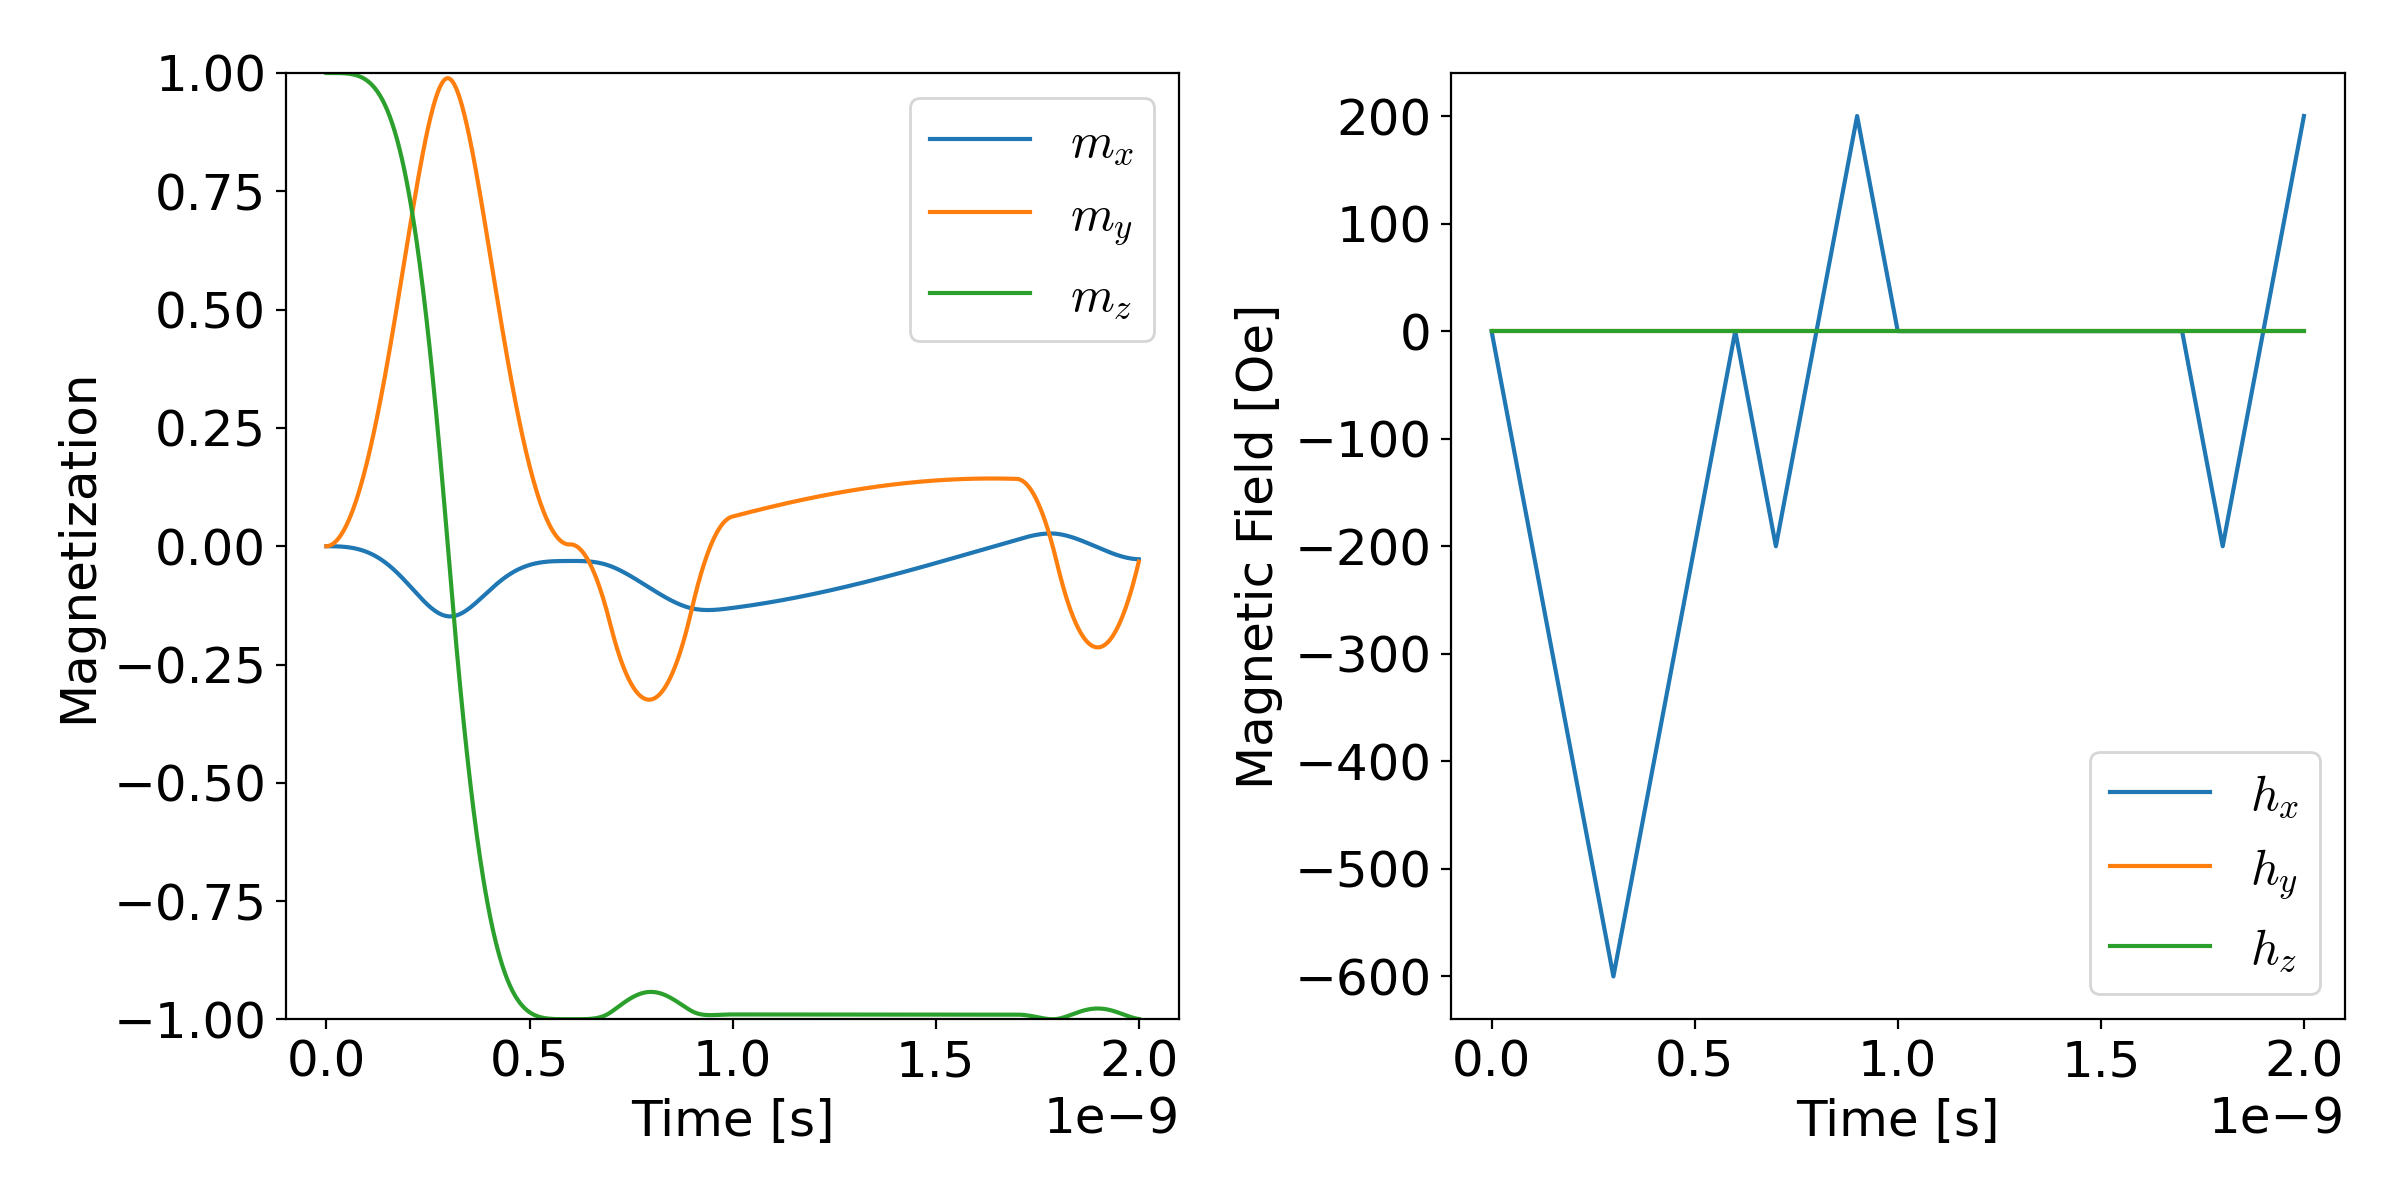 Magnetization
1.00
0.75
0.50
0.25
0.00
−0.25
−0.50
−0.75
−1.00
0.0 0.5 1.0 1.5 2.0
Time [s]
1e−9
m_x
m_y
m_z
Magnetic Field [Oe]
200
100
0
−100
−200
−300
−400
−500
−600
0.0 0.5 1.0 1.5 2.0
Time [s]
1e−9
h_x
h_y
h_z